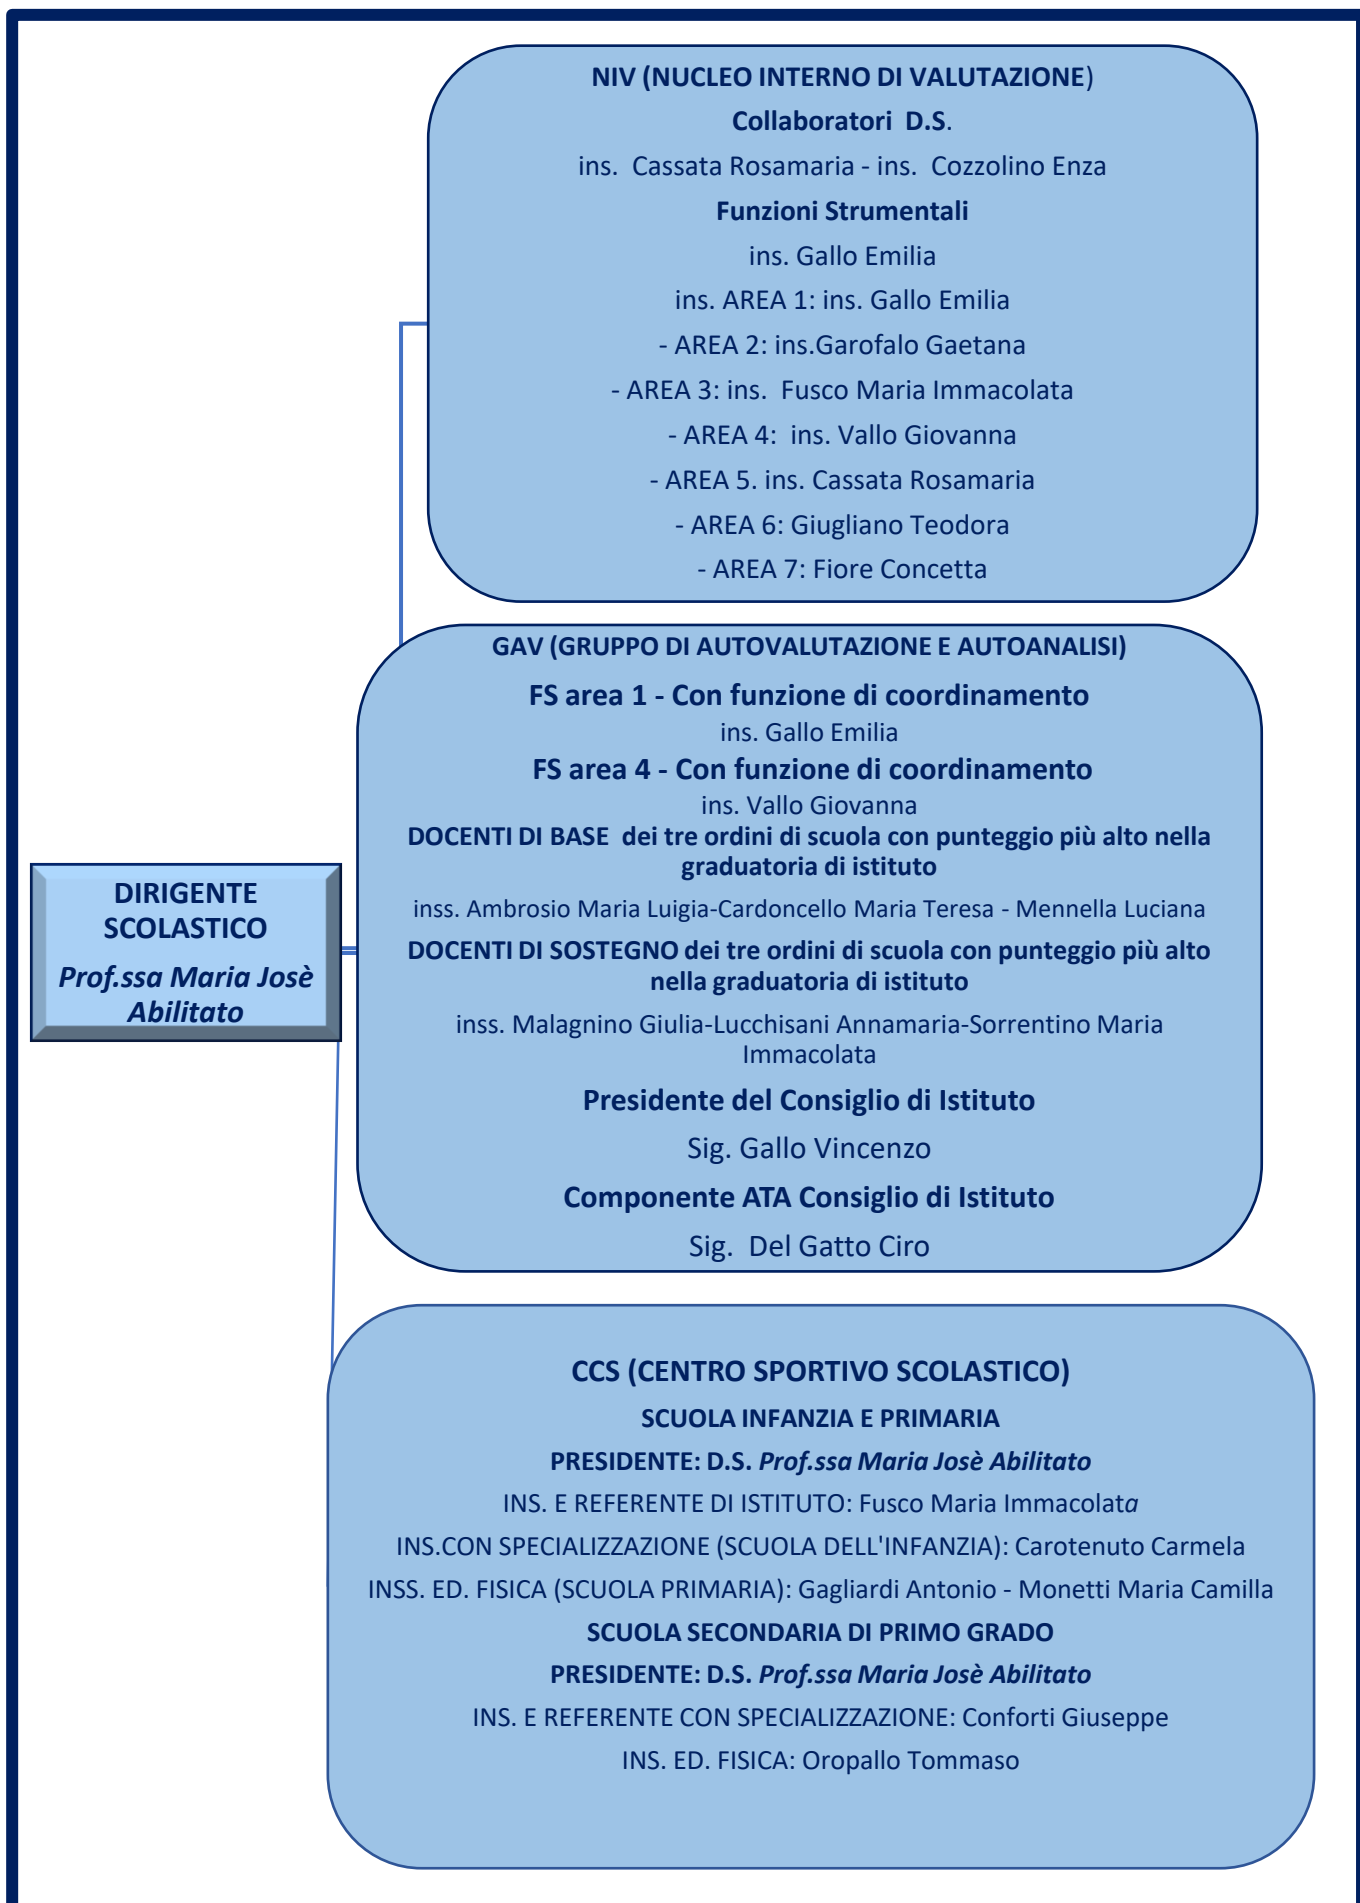 NIV (NUCLEO INTERNO DI VALUTAZIONE)
Collaboratori D.S.
ins. Cassata Rosamaria - ins. Cozzolino Enza
Funzioni Strumentali
ins. Gallo Emilia
ins. AREA 1: ins. Gallo Emilia
- AREA 2: ins.Garofalo Gaetana
- AREA 3: ins. Fusco Maria Immacolata
- AREA 4: ins. Vallo Giovanna
- AREA 5. ins. Cassata Rosamaria
- AREA 6: Giugliano Teodora
- AREA 7: Fiore Concetta
DIRIGENTE
SCOLASTICO
Prof.ssa Maria Josè
Abilitato
GAV (GRUPPO DI AUTOVALUTAZIONE E AUTOANALISI)
FS area 1 - Con funzione di coordinamento
ins. Gallo Emilia
FS area 4 - Con funzione di coordinamento
ins. Vallo Giovanna
DOCENTI DI BASE dei tre ordini di scuola con punteggio più alto nella
graduatoria di istituto
inss. Ambrosio Maria Luigia-Cardoncello Maria Teresa - Mennella Luciana
DOCENTI DI SOSTEGNO dei tre ordini di scuola con punteggio più alto
nella graduatoria di istituto
inss. Malagnino Giulia-Lucchisani Annamaria-Sorrentino Maria
Immacolata
Presidente del Consiglio di Istituto
Sig. Gallo Vincenzo
Componente ATA Consiglio di Istituto
Sig. Del Gatto Ciro
CCS (CENTRO SPORTIVO SCOLASTICO)
SCUOLA INFANZIA E PRIMARIA
PRESIDENTE: D.S. Prof.ssa Maria Josè Abilitato
INS. E REFERENTE DI ISTITUTO: Fusco Maria Immacolata
INS.CON SPECIALIZZAZIONE (SCUOLA DELL'INFANZIA): Carotenuto Carmela
INSS. ED. FISICA (SCUOLA PRIMARIA): Gagliardi Antonio - Monetti Maria Camilla
SCUOLA SECONDARIA DI PRIMO GRADO
PRESIDENTE: D.S. Prof.ssa Maria Josè Abilitato
INS. E REFERENTE CON SPECIALIZZAZIONE: Conforti Giuseppe
INS. ED. FISICA: Oropallo Tommaso